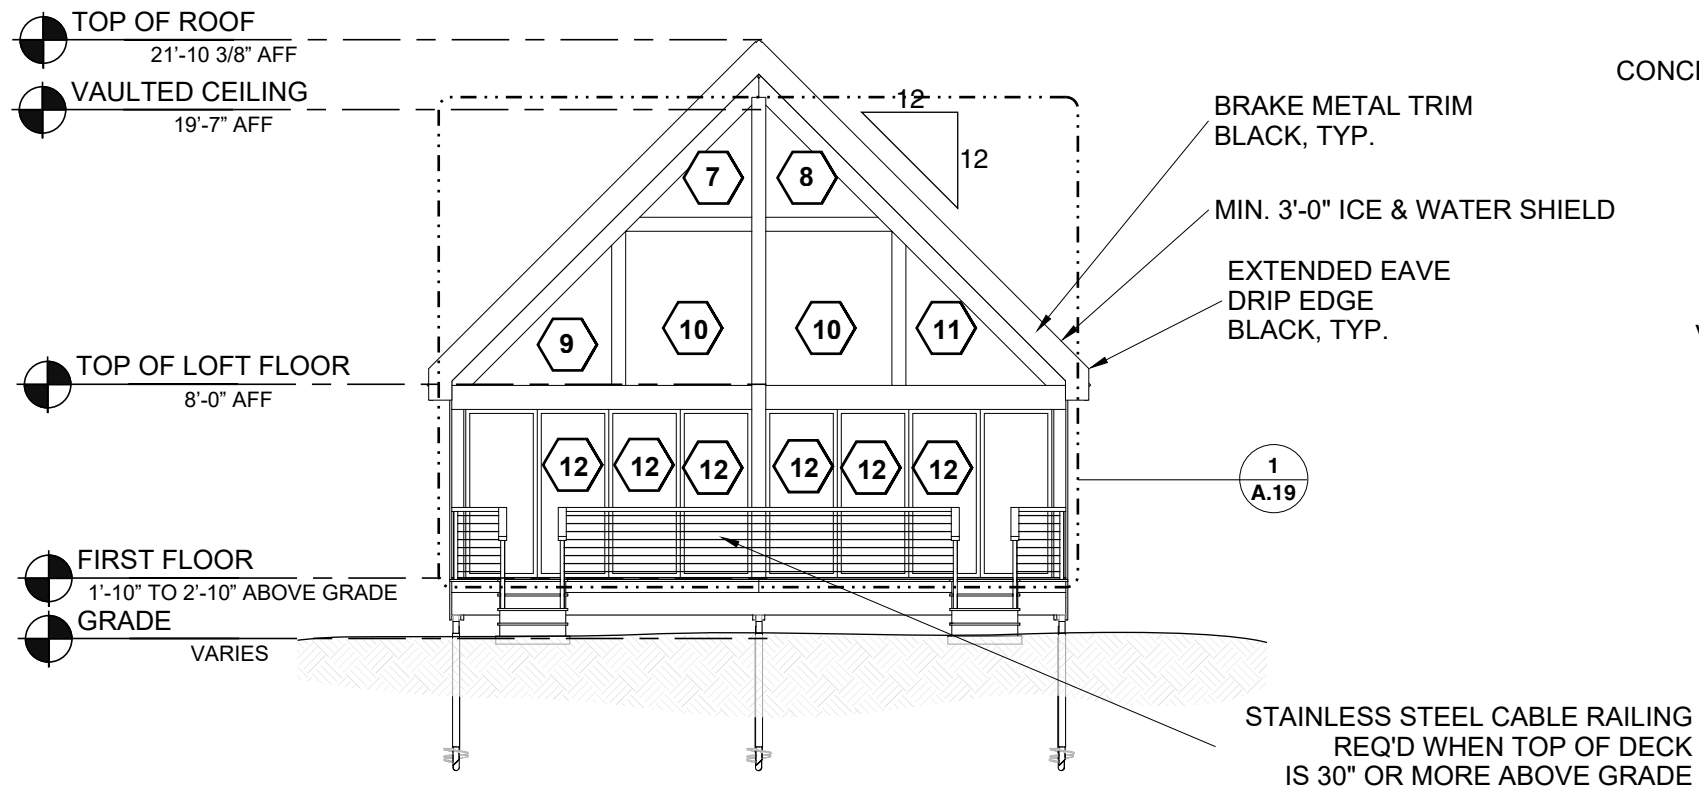 TOP OF ROOF
21'-10 3/8” AFF
VAULTED CEILING
19'-7” AFF
TOP OF LOFT FLOOR
8'-0” AFF
FIRST FLOOR
1'-10” TO 2'-10” ABOVE GRADE
GRADE
VARIES
12
12
7
8
9
10
10
11
12
12
12
12
12
12
BRAKE METAL TRIM
BLACK, TYP.
MIN. 3'-0" ICE & WATER SHIELD
EXTENDED EAVE
DRIP EDGE
BLACK, TYP.
1
A.19
STAINLESS STEEL CABLE RAILING
REQ'D WHEN TOP OF DECK
IS 30" OR MORE ABOVE GRADE